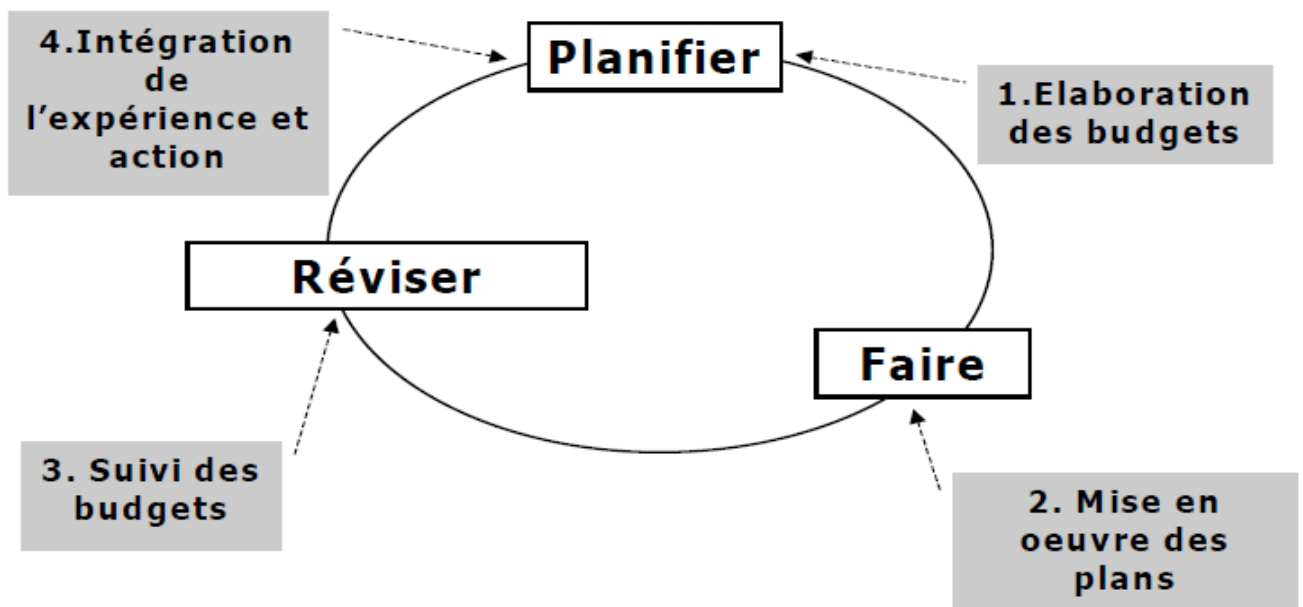 4.Intégration
de
l'expérience et
action
Planifier
1.Elaboration
des budgets
Réviser
Faire
3. Suivi des
budgets
2. Mise en
oeuvre des
plans